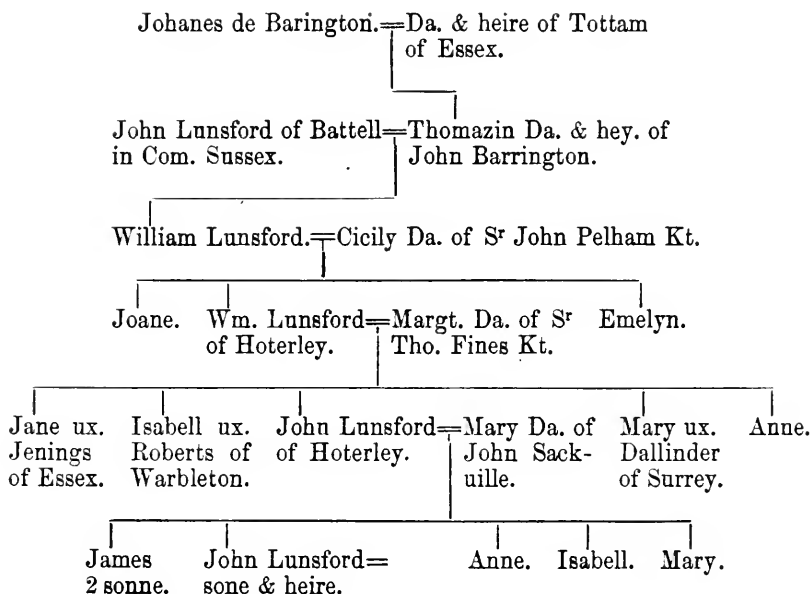 Johanes de Barington.═Da. & heire of Tottam
of Essex.
John Lunsford of Battell═Thomazin Da. & hey. of
in Com. Sussex. John Barrington.
William Lunsford.═Cicily Da. of Sʳ John Pelham Kt.
Joane. Wm. Lunsford═Margt. Da. of Sʳ Emelyn.
of Hoterley. Tho. Fines Kt.
Jane ux. Isabell ux. John Lunsford═Mary Da. of Mary ux. Anne.
Jenings Roberts of of Hoterley. John Sack- Dallinder
of Essex. Warbleton. uille. of Surrey.
James John Lunsford═ Anne. Isabell. Mary.
2 sonne. sone & heire.